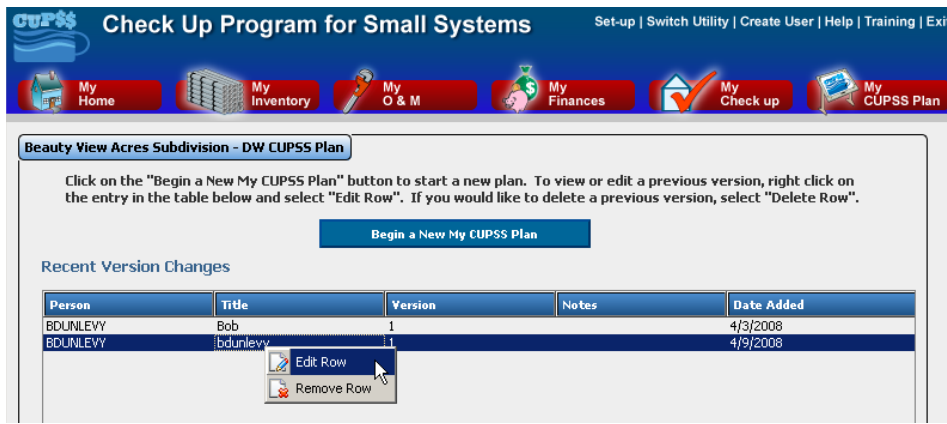 CUP$$
Check Up Program for Small Systems
Set-up | Switch Utility | Create User | Help | Training | Exi
My Home
My Inventory
My O & M
My Finances
My Check up
My CUPSS Plan
Beauty View Acres Subdivision - DW CUPSS Plan
Click on the "Begin a New My CUPSS Plan" button to start a new plan. To view or edit a previous version, right click on
the entry in the table below and select "Edit Row". If you would like to delete a previous version, select "Delete Row".
Begin a New My CUPSS Plan
Recent Version Changes
Person Title Version Notes Date Added
BDUNLEVY Bob 1 4/3/2008
BDUNLEVY bdunlevy 1 4/9/2008
Edit Row
Remove Row